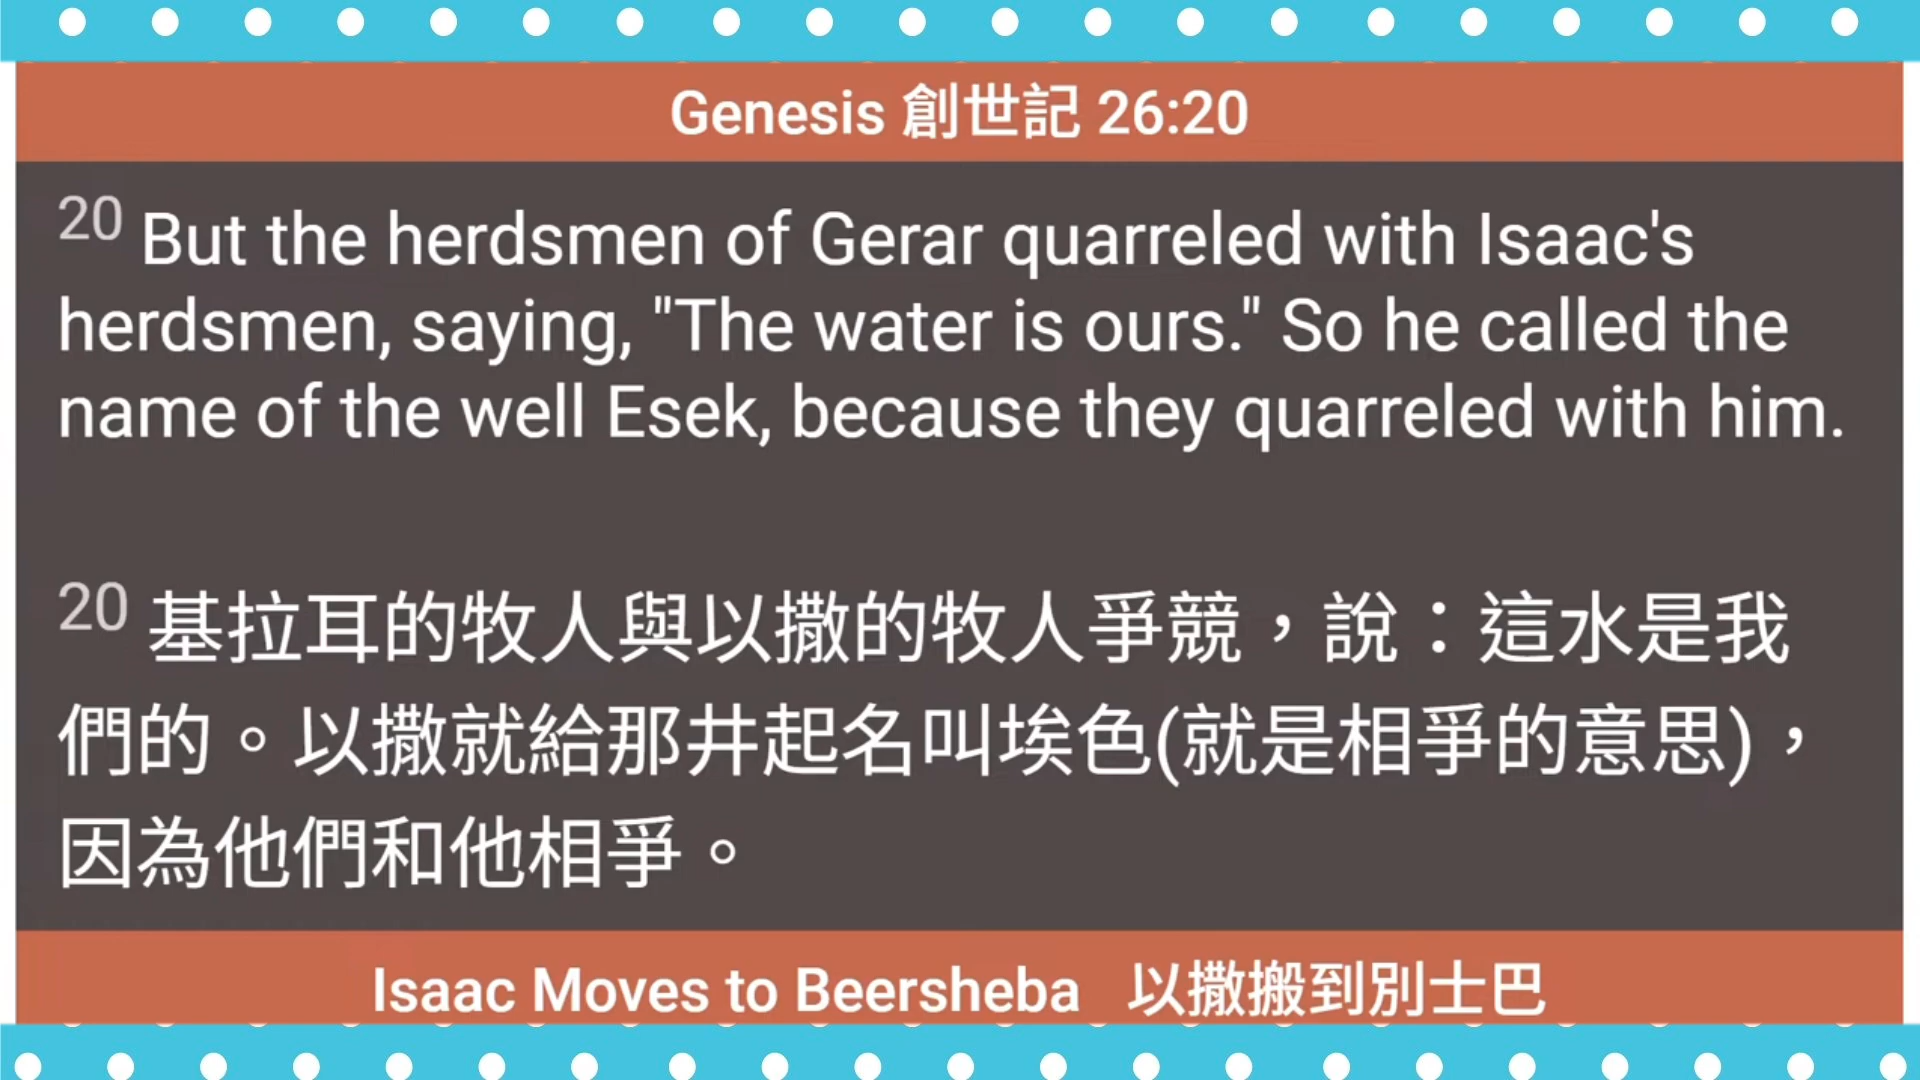 Genesis 創世記 26:20
20 But the herdsmen of Gerar quarreled with Isaac's
herdsmen, saying, "The water is ours." So he called the
name of the well Esek, because they quarreled with him.
20 基拉耳的牧人與以撒的牧人爭競，說：這水是我
們的。以撒就給那井起名叫埃色(就是相爭的意思)，
因為他們和他相爭。
Isaac Moves to Beersheba 以撒搬到別士巴